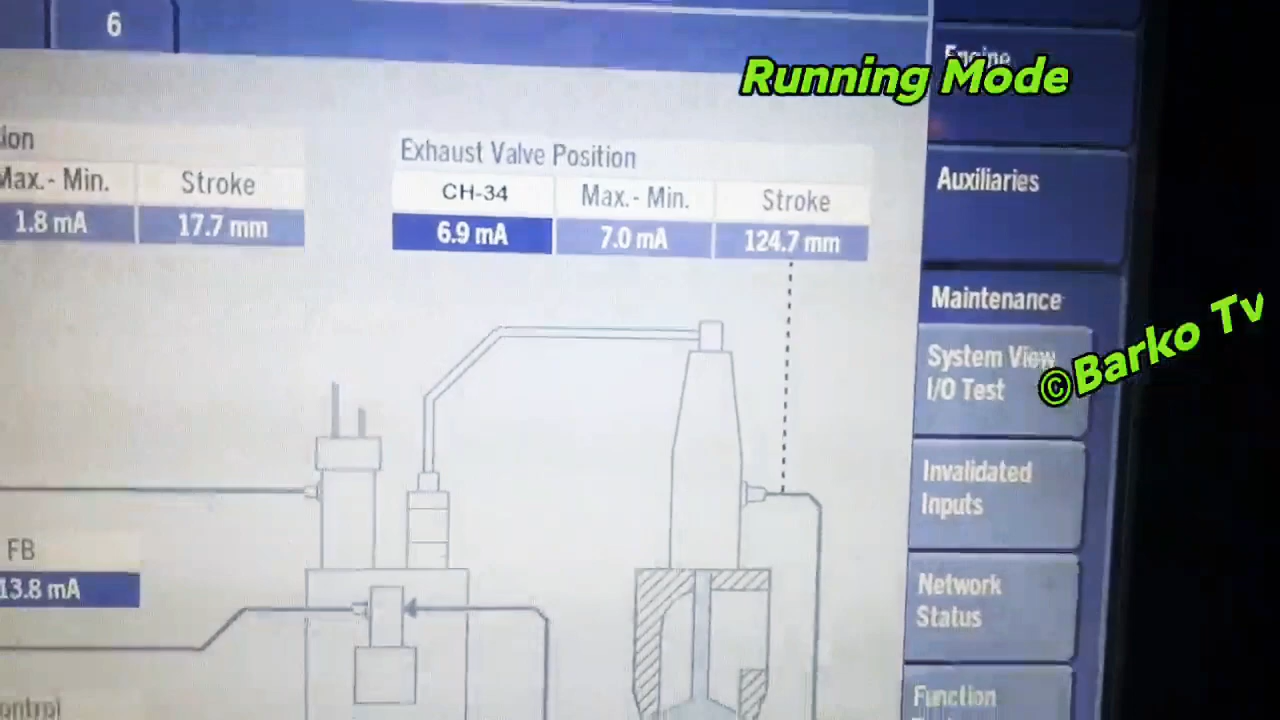 6
Running Mode
Engine
Exhaust Valve Position
Max.- Min. Stroke
CH-34 Max.- Min. Stroke
1.8 mA 17.7 mm
6.9 mA 7.0 mA 124.7 mm
Auxiliaries
Maintenance
System View
I/O Test
©Barko Tv
Invalidated
Inputs
FB
13.8 mA
Network
Status
Function